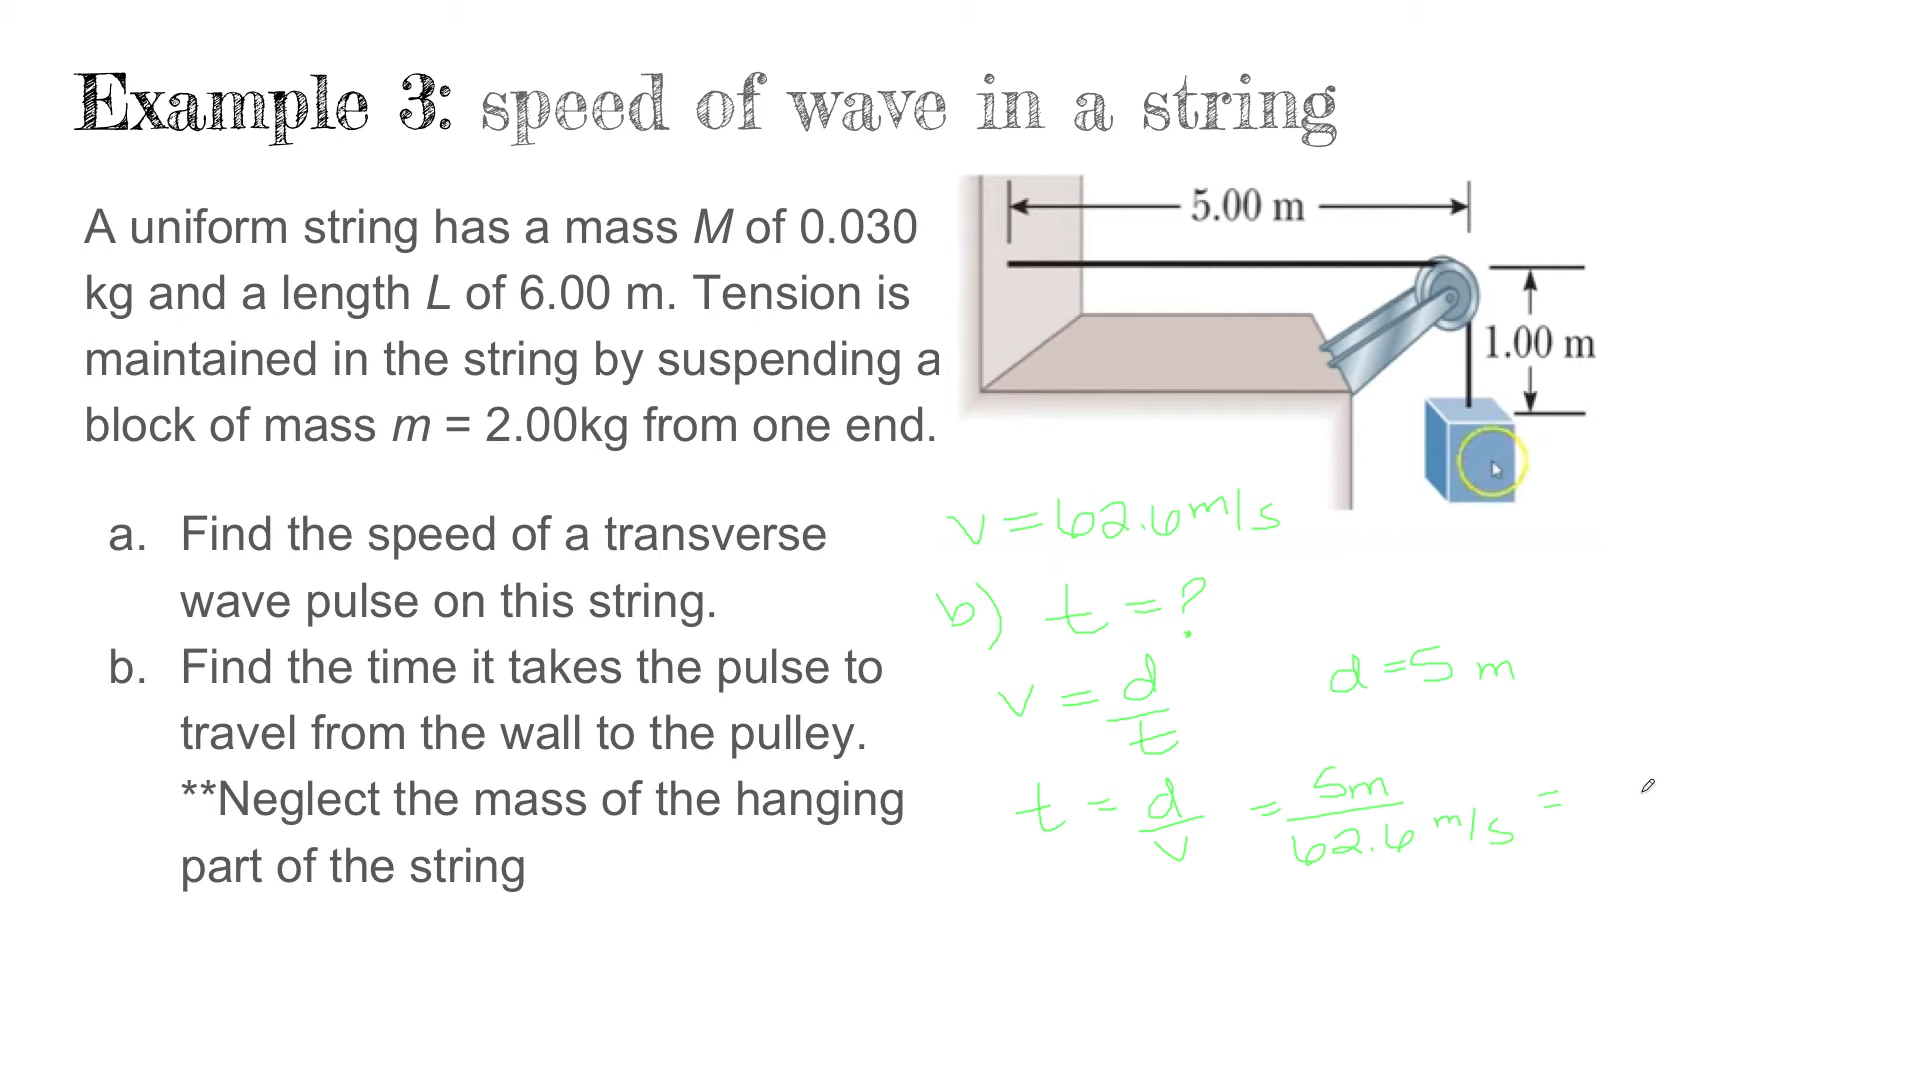 Example 3: speed of wave in a string
A uniform string has a mass M of 0.030
kg and a length L of 6.00 m. Tension is
maintained in the string by suspending a
block of mass m = 2.00kg from one end.
a. Find the speed of a transverse
wave pulse on this string.
b. Find the time it takes the pulse to
travel from the wall to the pulley.
**Neglect the mass of the hanging
part of the string
5.00 m
1.00 m
v = 62.6 m/s
b) t = ?
v = d/t
d = 5 m
t = d/v = 5m/62.6 m/s =